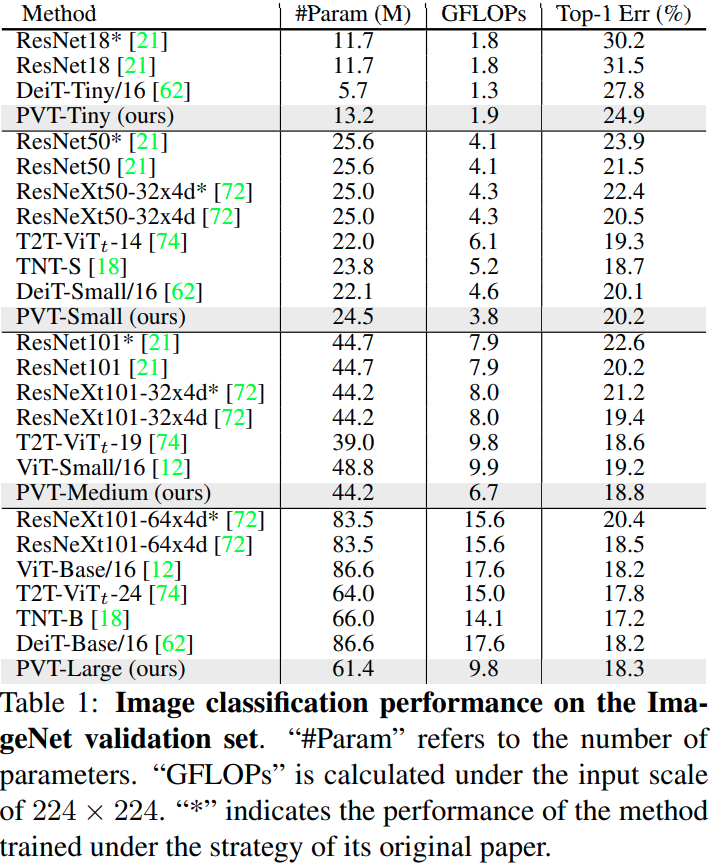 Method #Param (M) GFLOPs Top-1 Err (%)
ResNet18* [21] 11.7 1.8 30.2
ResNet18 [21] 11.7 1.8 31.5
DeiT-Tiny/16 [62] 5.7 1.3 27.8
PVT-Tiny (ours) 13.2 1.9 24.9
ResNet50* [21] 25.6 4.1 23.9
ResNet50 [21] 25.6 4.1 21.5
ResNeXt50-32x4d* [72] 25.0 4.3 22.4
ResNeXt50-32x4d [72] 25.0 4.3 20.5
T2T-ViTt-14 [74] 22.0 6.1 19.3
TNT-S [18] 23.8 5.2 18.7
DeiT-Small/16 [62] 22.1 4.6 20.1
PVT-Small (ours) 24.5 3.8 20.2
ResNet101* [21] 44.7 7.9 22.6
ResNet101 [21] 44.7 7.9 20.2
ResNeXt101-32x4d* [72] 44.2 8.0 21.2
ResNeXt101-32x4d [72] 44.2 8.0 19.4
T2T-ViTt-19 [74] 39.0 9.8 18.6
ViT-Small/16 [12] 48.8 9.9 19.2
PVT-Medium (ours) 44.2 6.7 18.8
ResNeXt101-64x4d* [72] 83.5 15.6 20.4
ResNeXt101-64x4d [72] 83.5 15.6 18.5
ViT-Base/16 [12] 86.6 17.6 18.2
T2T-ViTt-24 [74] 64.0 15.0 17.8
TNT-B [18] 66.0 14.1 17.2
DeiT-Base/16 [62] 86.6 17.6 18.2
PVT-Large (ours) 61.4 9.8 18.3
Table 1: Image classification performance on the Ima-
geNet validation set. “#Param” refers to the number of
parameters. “GFLOPs” is calculated under the input scale
of 224 × 224. “*” indicates the performance of the method
trained under the strategy of its original paper.